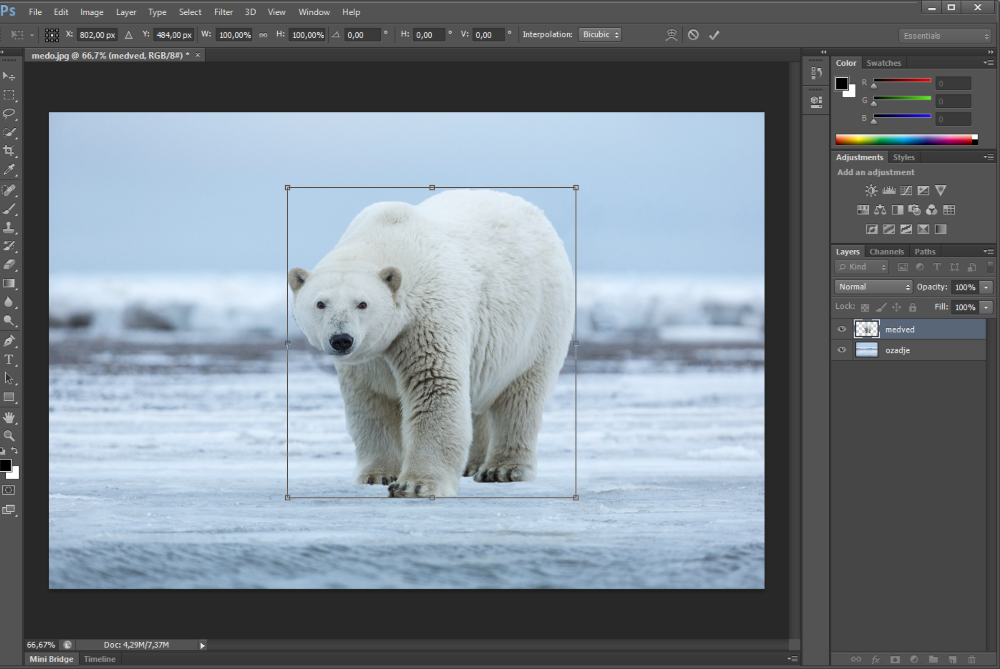 Ps File Edit Image Layer Type Select Filter 3D View Window Help
X: 802,00 px Y: 484,00 px W: 100,00% H: 100,00% 0,00 ° H: 0,00 ° V: 0,00 ° Interpolation: Bicubic Essentials
medo.jpg @ 66,7% (medved, RGB/8#) * ×
Color Swatches
R 0
G 0
B 0
Adjustments Styles
Add an adjustment
Layers Channels Paths
Kind
Normal Opacity: 100%
Lock: Fill: 100%
medved
ozadje
66,67% Doc: 4,29M/7,37M
Mini Bridge Timeline